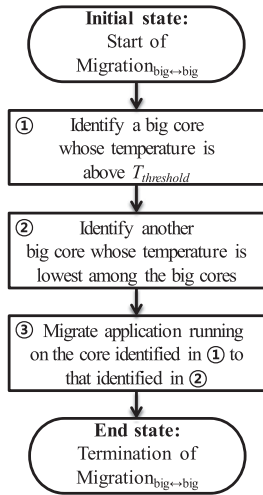 Initial state:
Start of
Migration_big↔big
① Identify a big core
whose temperature is
above T_threshold
② Identify another
big core whose temperature is
lowest among the big cores
③ Migrate application running
on the core identified in ① to
that identified in ②
End state:
Termination of
Migration_big↔big